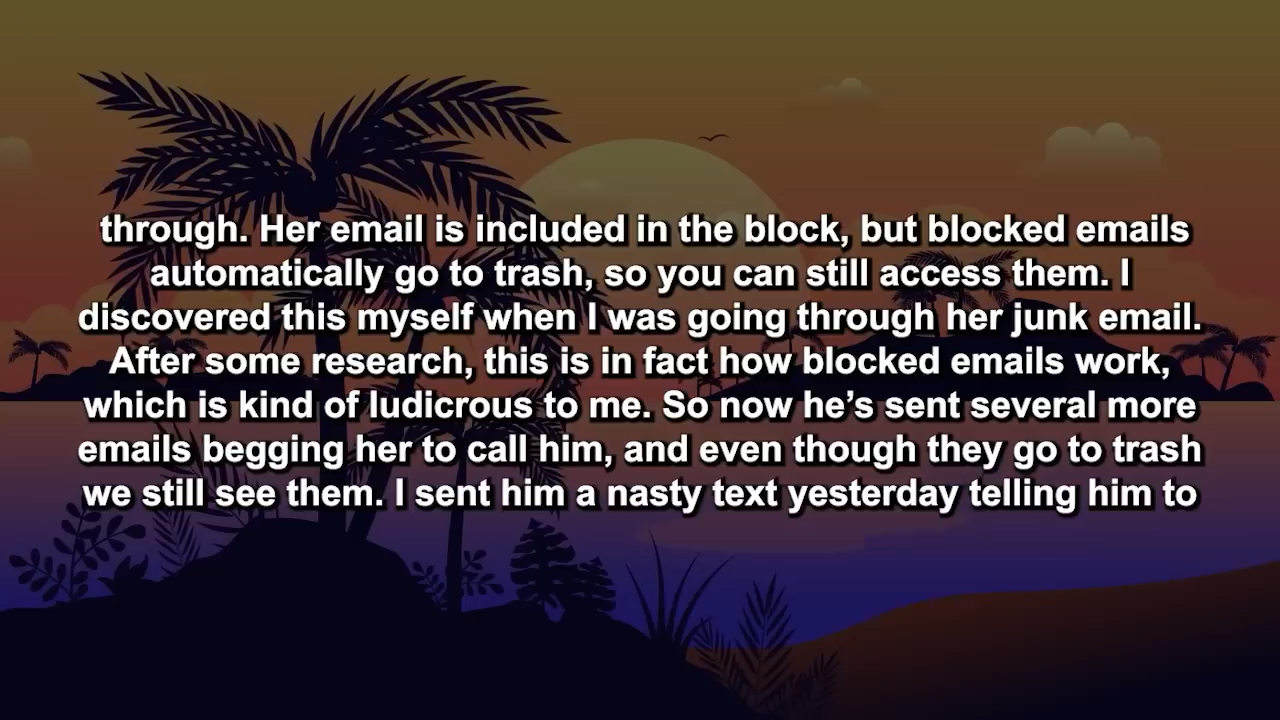 through. Her email is included in the block, but blocked emails
automatically go to trash, so you can still access them. I
discovered this myself when I was going through her junk email.
After some research, this is in fact how blocked emails work,
which is kind of ludicrous to me. So now he’s sent several more
emails begging her to call him, and even though they go to trash
we still see them. I sent him a nasty text yesterday telling him to